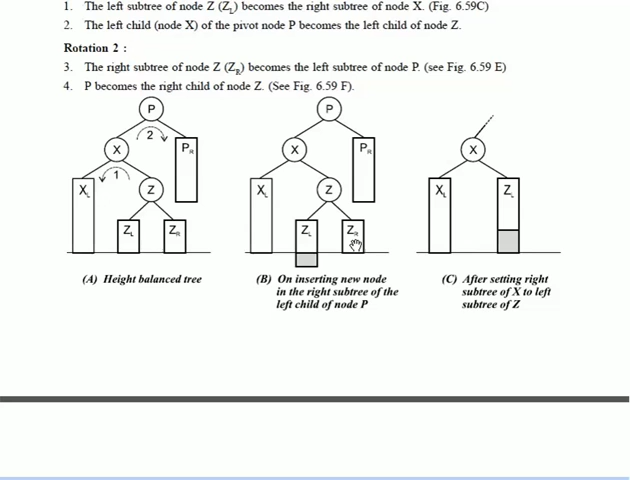 1. The left subtree of node Z (ZL) becomes the right subtree of node X. (Fig. 6.59C)
2. The left child (node X) of the pivot node P becomes the left child of node Z.
Rotation 2 :
3. The right subtree of node Z (ZR) becomes the left subtree of node P. (see Fig. 6.59 E)
4. P becomes the right child of node Z. (See Fig. 6.59 F).
P
2
X
PR
1
XL
Z
ZL
ZR
(A) Height balanced tree
P
X
PR
XL
Z
ZL
ZR
(B) On inserting new node
in the right subtree of the
left child of node P
X
XL
ZL
(C) After setting right
subtree of X to left
subtree of Z